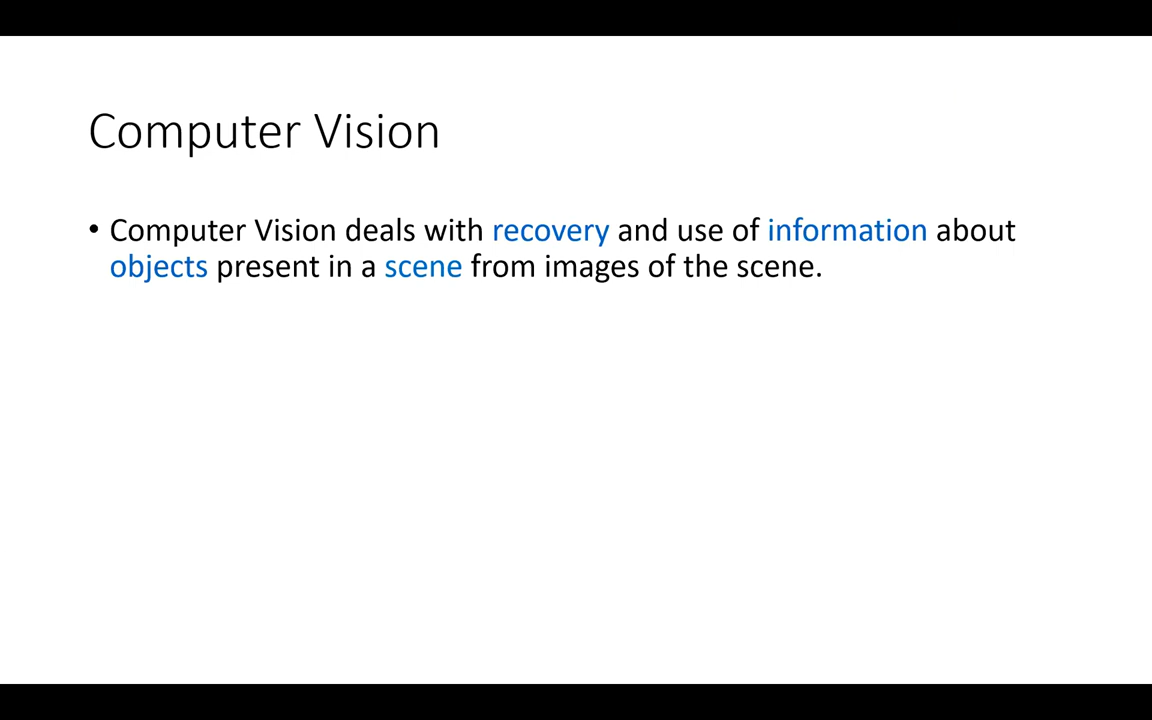 Computer Vision
• Computer Vision deals with recovery and use of information about
objects present in a scene from images of the scene.